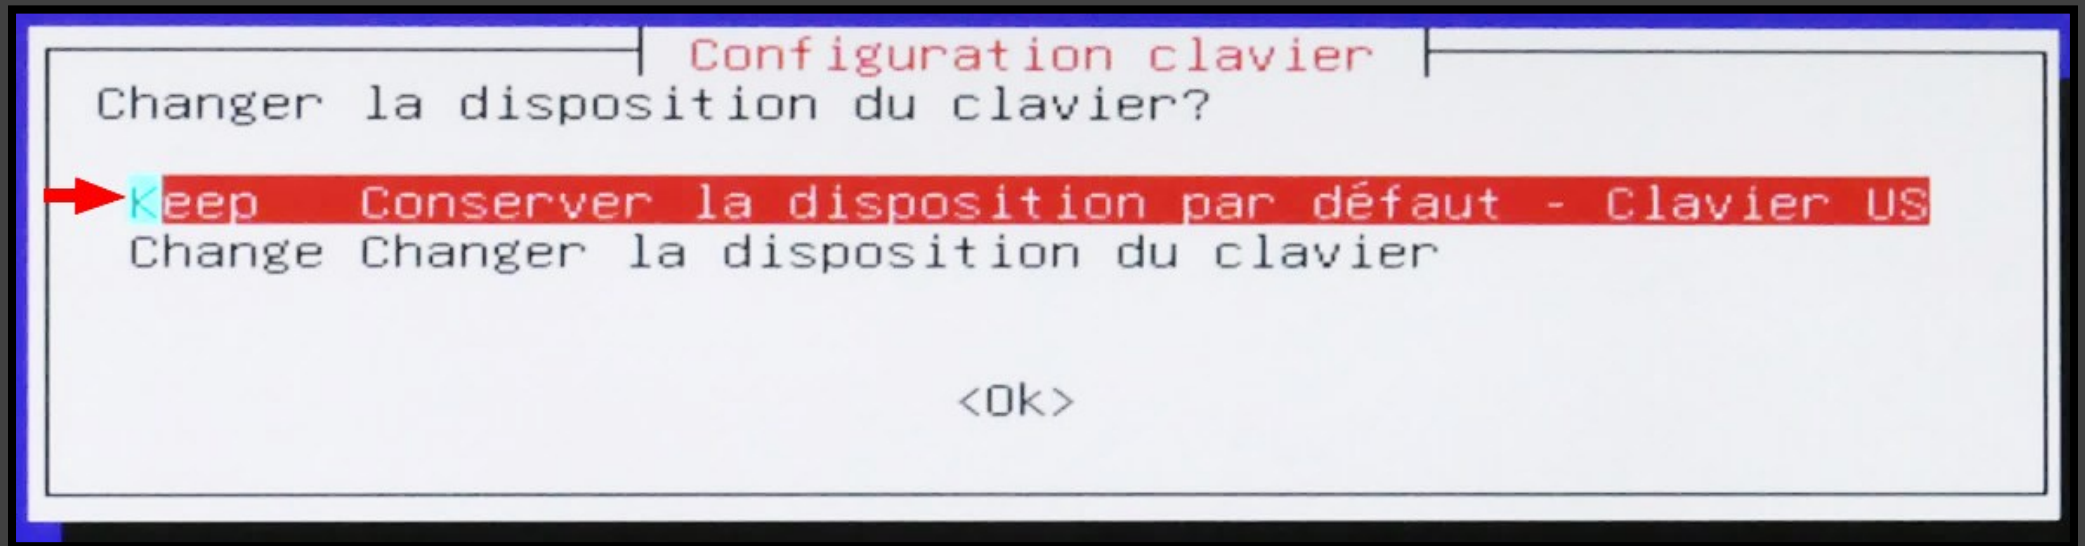 Configuration clavier
Changer la disposition du clavier?
Keep Conserver la disposition par défaut - Clavier US
Change Changer la disposition du clavier
<Ok>